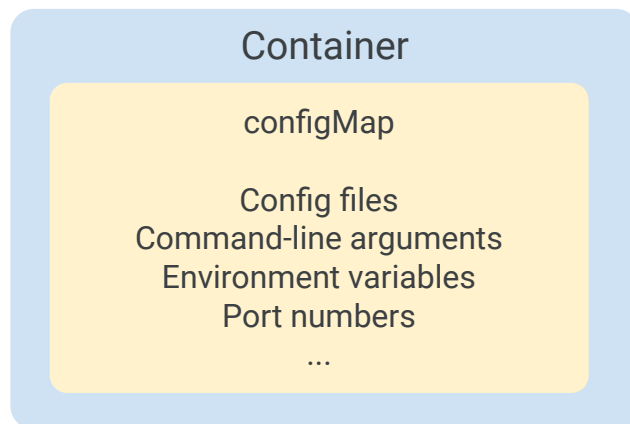 Container
configMap
Config files
Command-line arguments
Environment variables
Port numbers
...